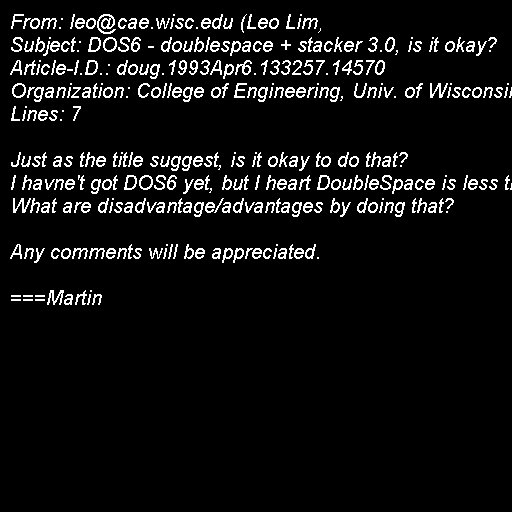 From: leo@cae.wisc.edu (Leo Lim,
Subject: DOS6 - doublespace + stacker 3.0, is it okay?
Article-I.D.: doug.1993Apr6.133257.14570
Organization: College of Engineering, Univ. of Wisconsi
Lines: 7

Just as the title suggest, is it okay to do that?
I havne't got DOS6 yet, but I heart DoubleSpace is less
What are disadvantage/advantages by doing that?

Any comments will be appreciated.

===Martin